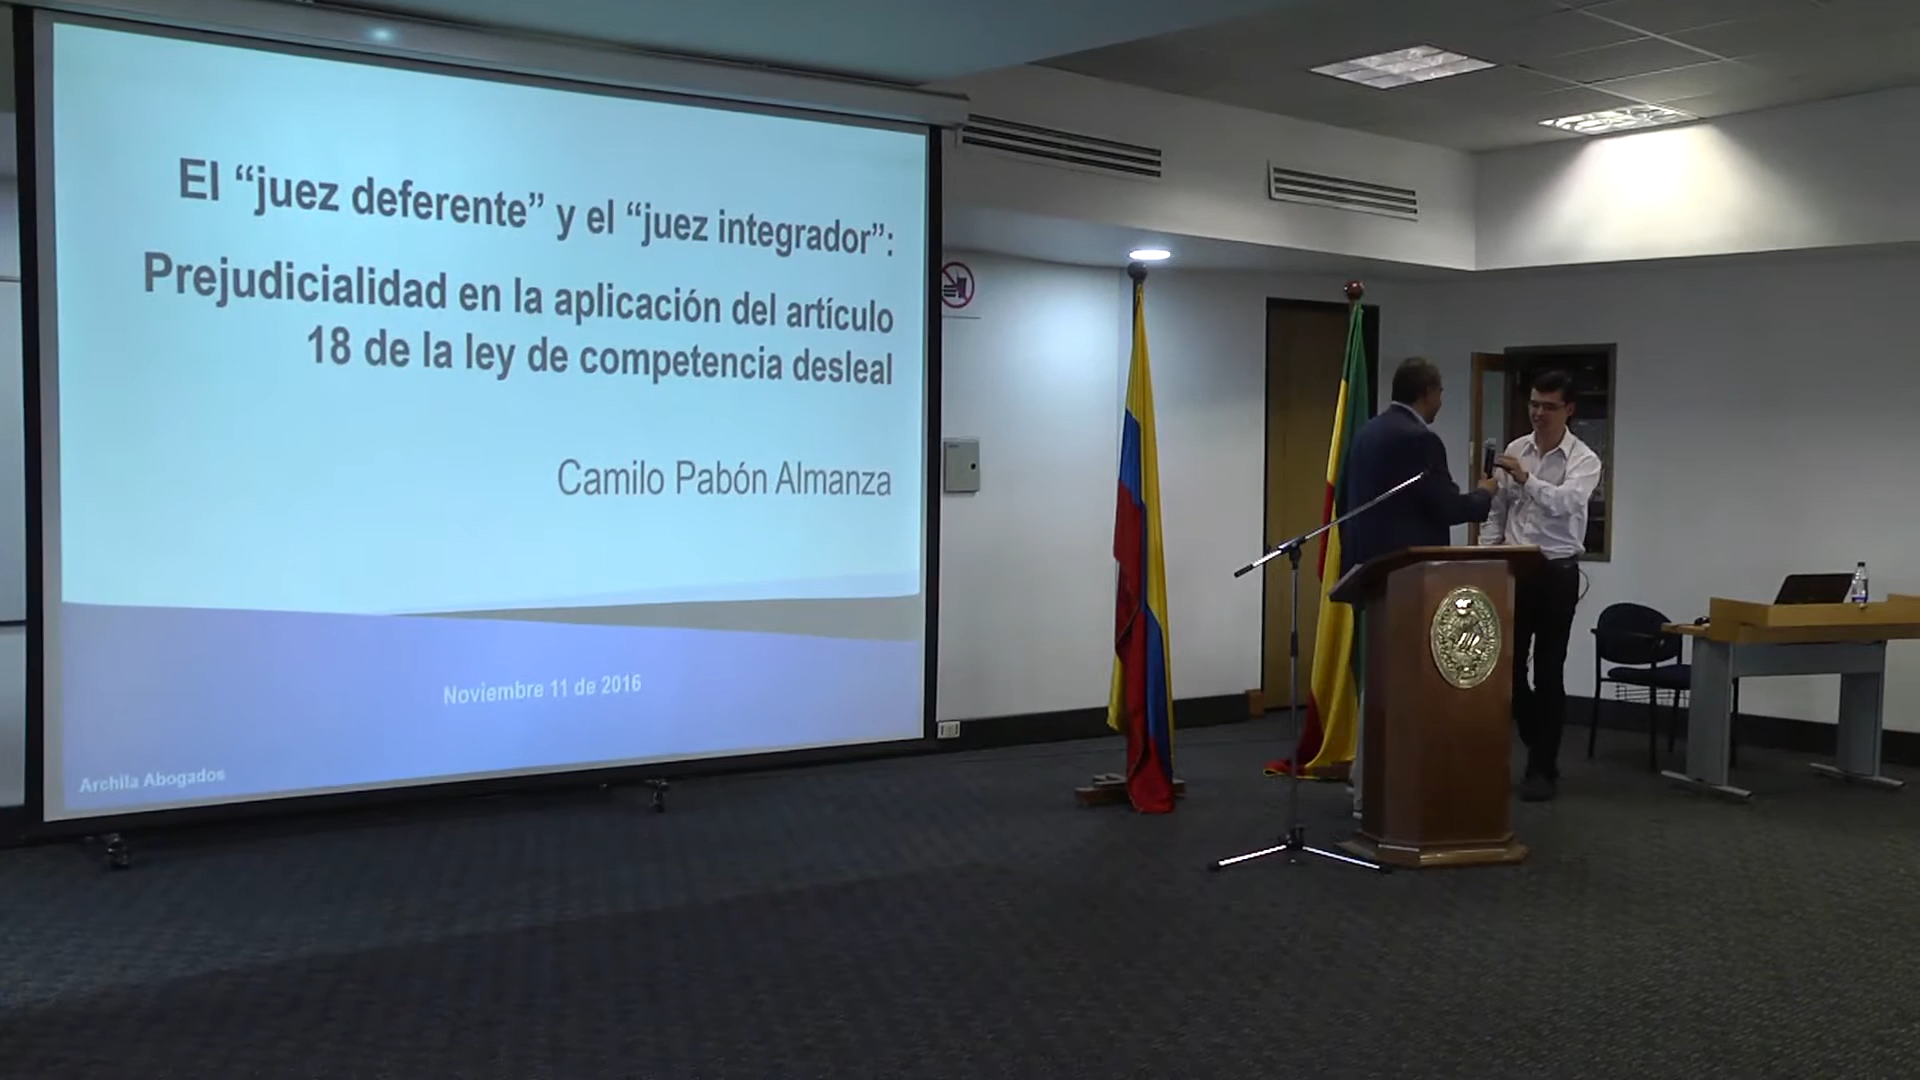 El “juez deferente” y el “juez integrador”:
Prejudicialidad en la aplicación del artículo
18 de la ley de competencia desleal
Camilo Pabón Almanza
Noviembre 11 de 2016
Archila Abogados